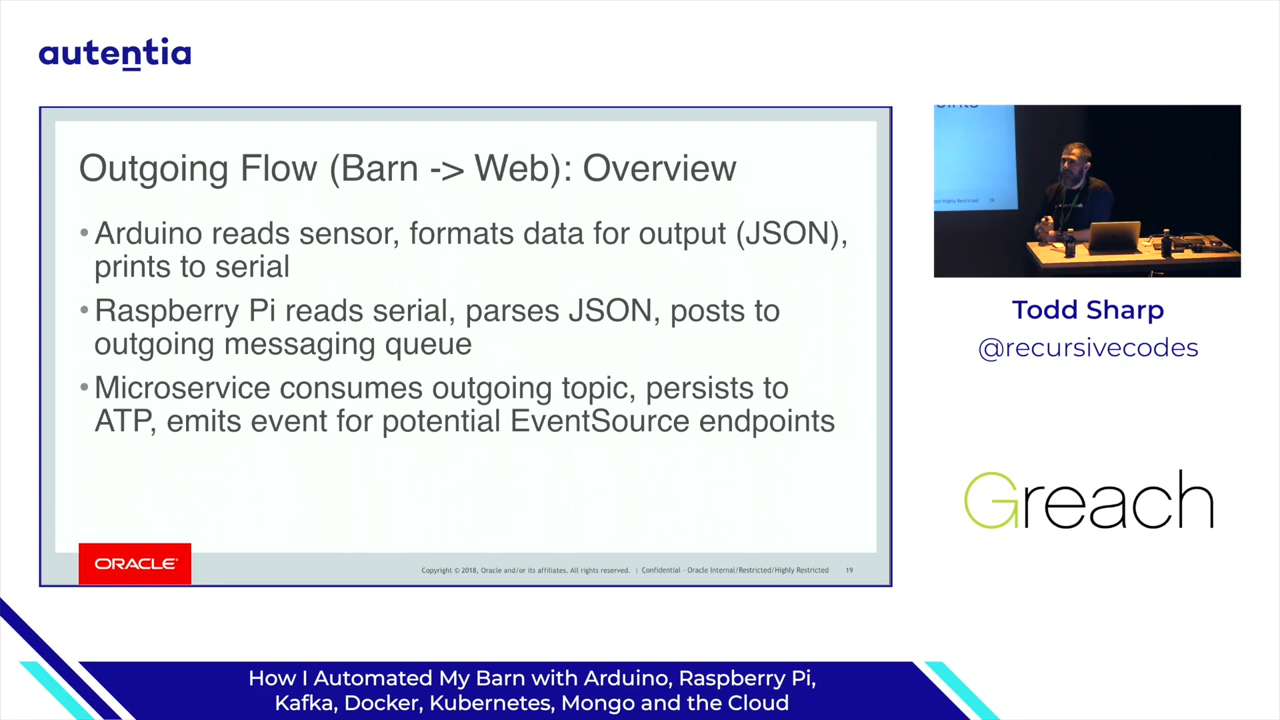 autentia
Outgoing Flow (Barn -> Web): Overview
• Arduino reads sensor, formats data for output (JSON),
prints to serial
• Raspberry Pi reads serial, parses JSON, posts to
outgoing messaging queue
• Microservice consumes outgoing topic, persists to
ATP, emits event for potential EventSource endpoints
ORACLE
Copyright © 2018, Oracle and/or its affiliates. All rights reserved. | Confidential – Oracle Internal/Restricted/Highly Restricted 19
Todd Sharp
@recursivecodes
Greach
How I Automated My Barn with Arduino, Raspberry Pi,
Kafka, Docker, Kubernetes, Mongo and the Cloud